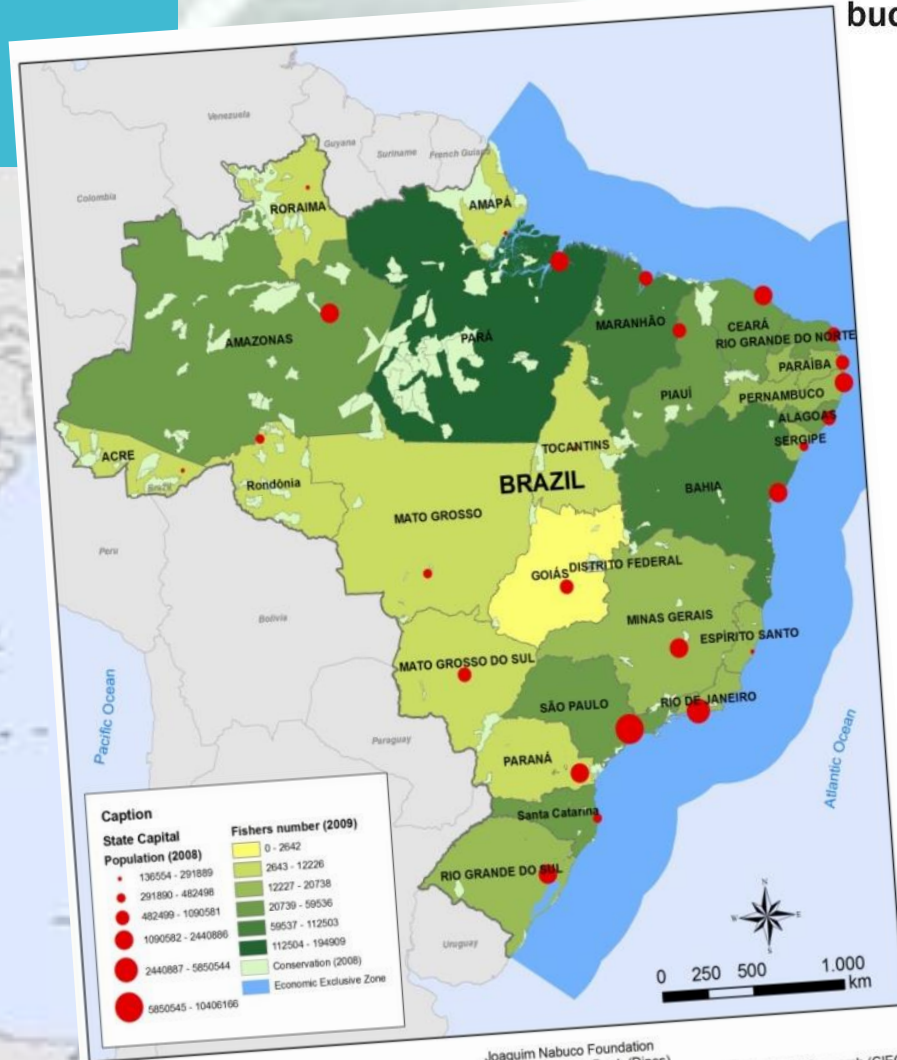 buc
Venezuela
Guyana
Suriname
French Guiana
Colombia
RORAIMA
AMAPÁ
AMAZONAS
PARÁ
MARANHÃO
CEARÁ
RIO GRANDE DO NORTE
PARAÍBA
PIAUÍ
PERNAMBUCO
ALAGOAS
SERGIPE
ACRE
Brazil
Rondônia
TOCANTINS
BRAZIL
BAHIA
MATO GROSSO
Peru
GOIÁS
DISTRITO FEDERAL
Bolivia
MINAS GERAIS
ESPÍRITO SANTO
MATO GROSSO DO SUL
SÃO PAULO
RIO DE JANEIRO
Pacific Ocean
Paraguay
PARANÁ
Atlantic Ocean
Santa Catarina
RIO GRANDE DO SUL
Uruguay
Caption
State Capital
Population (2008)
136554 - 291889
291890 - 482498
482499 - 1090581
1090582 - 2440886
2440887 - 5850544
5850545 - 10406166
Fishers number (2009)
0 - 2642
2643 - 12226
12227 - 20738
20739 - 59536
59537 - 112503
112504 - 194909
Conservation (2008)
Economic Exclusive Zone
N
W
E
S
0 250 500 1.000
km
Joaquim Nabuco Foundation